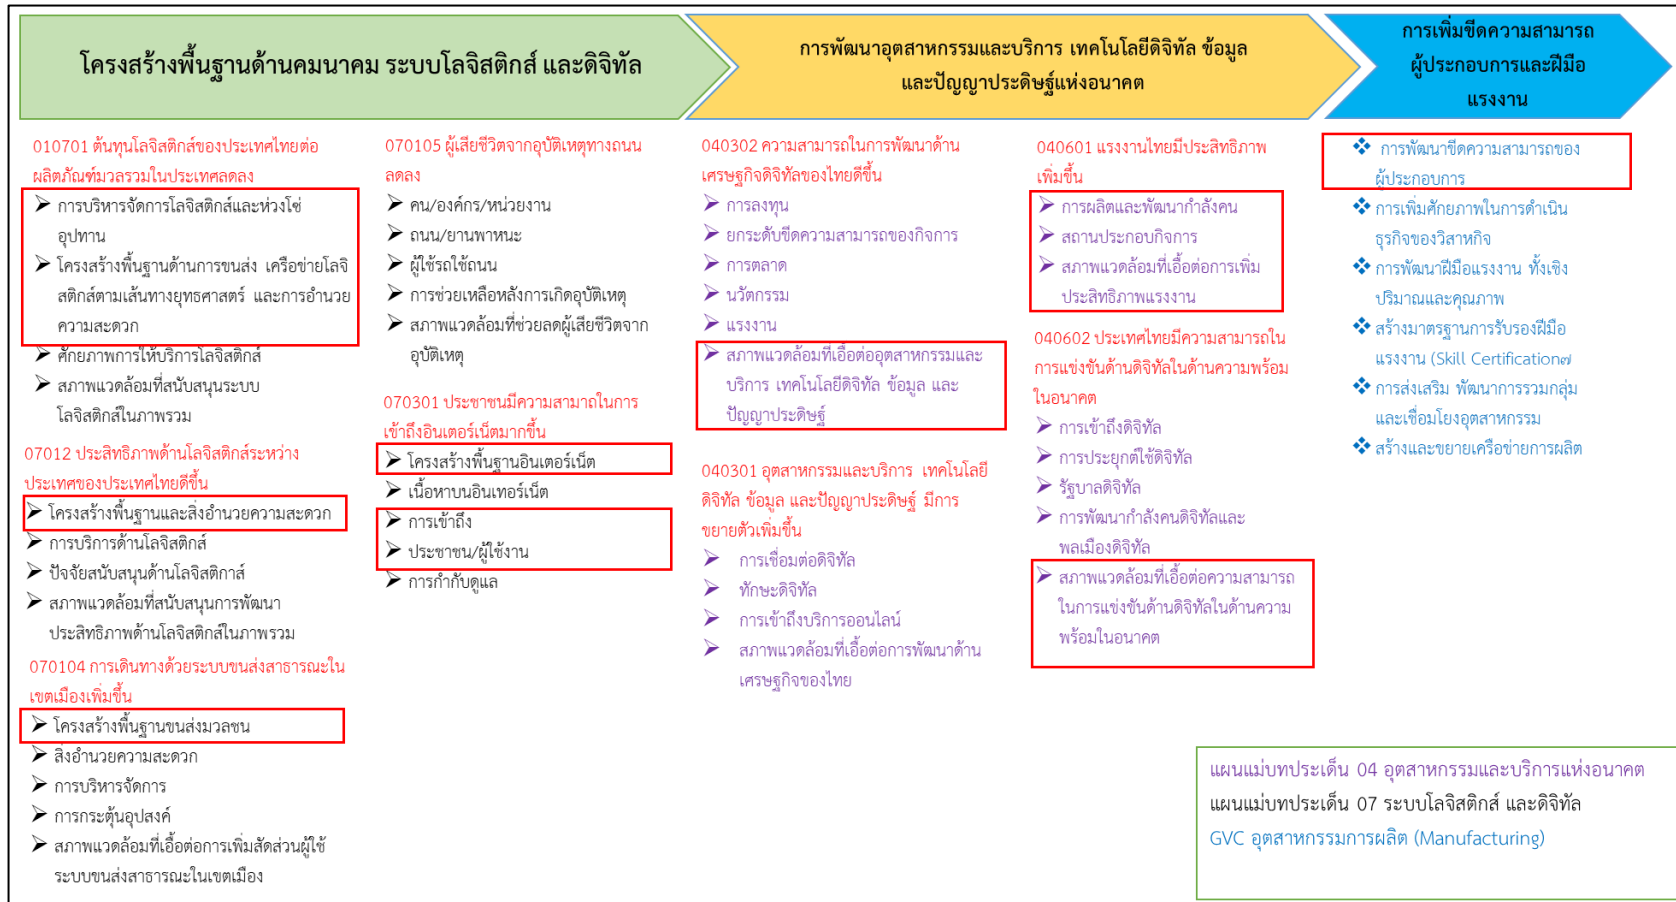 โครงสร้างพื้นฐานด้านคมนาคม ระบบโลจิสติกส์ และดิจิทัล
การพัฒนาอุตสาหกรรมและบริการ เทคโนโลยีดิจิทัล ข้อมูล
และปัญญาประดิษฐ์แห่งอนาคต
การเพิ่มขีดความสามารถ
ผู้ประกอบการและฝีมือ
แรงงาน
010701 ต้นทุนโลจิสติกส์ของประเทศไทยต่อ
ผลิตภัณฑ์มวลรวมในประเทศลดลง
➤ การบริหารจัดการโลจิสติกส์และห่วงโซ่
อุปทาน
➤ โครงสร้างพื้นฐานด้านการขนส่ง เครือข่ายโลจิ
สติกส์ตามเส้นทางยุทธศาสตร์ และการอำนวย
ความสะดวก
➤ ศักยภาพการให้บริการโลจิสติกส์
➤ สภาพแวดล้อมที่สนับสนุนระบบ
โลจิสติกส์ในภาพรวม
07012 ประสิทธิภาพด้านโลจิสติกส์ระหว่าง
ประเทศของประเทศไทยดีขึ้น
➤ โครงสร้างพื้นฐานและสิ่งอำนวยความสะดวก
➤ การบริการด้านโลจิสติกส์
➤ ปัจจัยสนับสนุนด้านโลจิสติกาส์
➤ สภาพแวดล้อมที่สนับสนุนการพัฒนา
ประสิทธิภาพด้านโลจิสติกส์ในภาพรวม
070104 การเดินทางด้วยระบบขนส่งสาธารณะใน
เขตเมืองเพิ่มขึ้น
➤ โครงสร้างพื้นฐานขนส่งมวลชน
➤ สิ่งอำนวยความสะดวก
➤ การบริหารจัดการ
➤ การกระตุ้นอุปสงค์
➤ สภาพแวดล้อมที่เอื้อต่อการเพิ่มสัดส่วนผู้ใช้
ระบบขนส่งสาธารณะในเขตเมือง
070105 ผู้เสียชีวิตจากอุบัติเหตุทางถนน
ลดลง
➤ คน/องค์กร/หน่วยงาน
➤ ถนน/ยานพาหนะ
➤ ผู้ใช้รถใช้ถนน
➤ การช่วยเหลือหลังการเกิดอุบัติเหตุ
➤ สภาพแวดล้อมที่ช่วยลดผู้เสียชีวิตจาก
อุบัติเหตุ
070301 ประชาชนมีความสามาถในการ
เข้าถึงอินเตอร์เน็ตมากขึ้น
➤ โครงสร้างพื้นฐานอินเตอร์เน็ต
➤ เนื้อหาบนอินเทอร์เน็ต
➤ การเข้าถึง
➤ ประชาชน/ผู้ใช้งาน
➤ การกำกับดูแล
040302 ความสามารถในการพัฒนาด้าน
เศรษฐกิจดิจิทัลของไทยดีขึ้น
➤ การลงทุน
➤ ยกระดับขีดความสามารถของกิจการ
➤ การตลาด
➤ นวัตกรรม
➤ แรงงาน
➤ สภาพแวดล้อมที่เอื้อต่ออุตสาหกรรมและ
บริการ เทคโนโลยีดิจิทัล ข้อมูล และ
ปัญญาประดิษฐ์
040301 อุตสาหกรรมและบริการ เทคโนโลยี
ดิจิทัล ข้อมูล และปัญญาประดิษฐ์ มีการ
ขยายตัวเพิ่มขึ้น
➤ การเชื่อมต่อดิจิทัล
➤ ทักษะดิจิทัล
➤ การเข้าถึงบริการออนไลน์
➤ สภาพแวดล้อมที่เอื้อต่อการพัฒนาด้าน
เศรษฐกิจของไทย
040601 แรงงานไทยมีประสิทธิภาพ
เพิ่มขึ้น
➤ การผลิตและพัฒนากำลังคน
➤ สถานประกอบกิจการ
➤ สภาพแวดล้อมที่เอื้อต่อการเพิ่ม
ประสิทธิภาพแรงงาน
040602 ประเทศไทยมีความสามารถใน
การแข่งขันด้านดิจิทัลในด้านความพร้อม
ในอนาคต
➤ การเข้าถึงดิจิทัล
➤ การประยุกต์ใช้ดิจิทัล
➤ รัฐบาลดิจิทัล
➤ การพัฒนากำลังคนดิจิทัลและ
พลเมืองดิจิทัล
➤ สภาพแวดล้อมที่เอื้อต่อความสามารถ
ในการแข่งขันด้านดิจิทัลในด้านความ
พร้อมในอนาคต
❖ การพัฒนาขีดความสามารถของ
ผู้ประกอบการ
❖ การเพิ่มศักยภาพในการดำเนิน
ธุรกิจของวิสาหกิจ
❖ การพัฒนาฝีมือแรงงาน ทั้งเชิง
ปริมาณและคุณภาพ
❖ สร้างมาตรฐานการรับรองฝีมือ
แรงงาน (Skill Certification๗
❖ การส่งเสริม พัฒนาการรวมกลุ่ม
และเชื่อมโยงอุตสาหกรรม
❖ สร้างและขยายเครือข่ายการผลิต
แผนแม่บทประเด็น 04 อุตสาหกรรมและบริการแห่งอนาคต
แผนแม่บทประเด็น 07 ระบบโลจิสติกส์ และดิจิทัล
GVC อุตสาหกรรมการผลิต (Manufacturing)